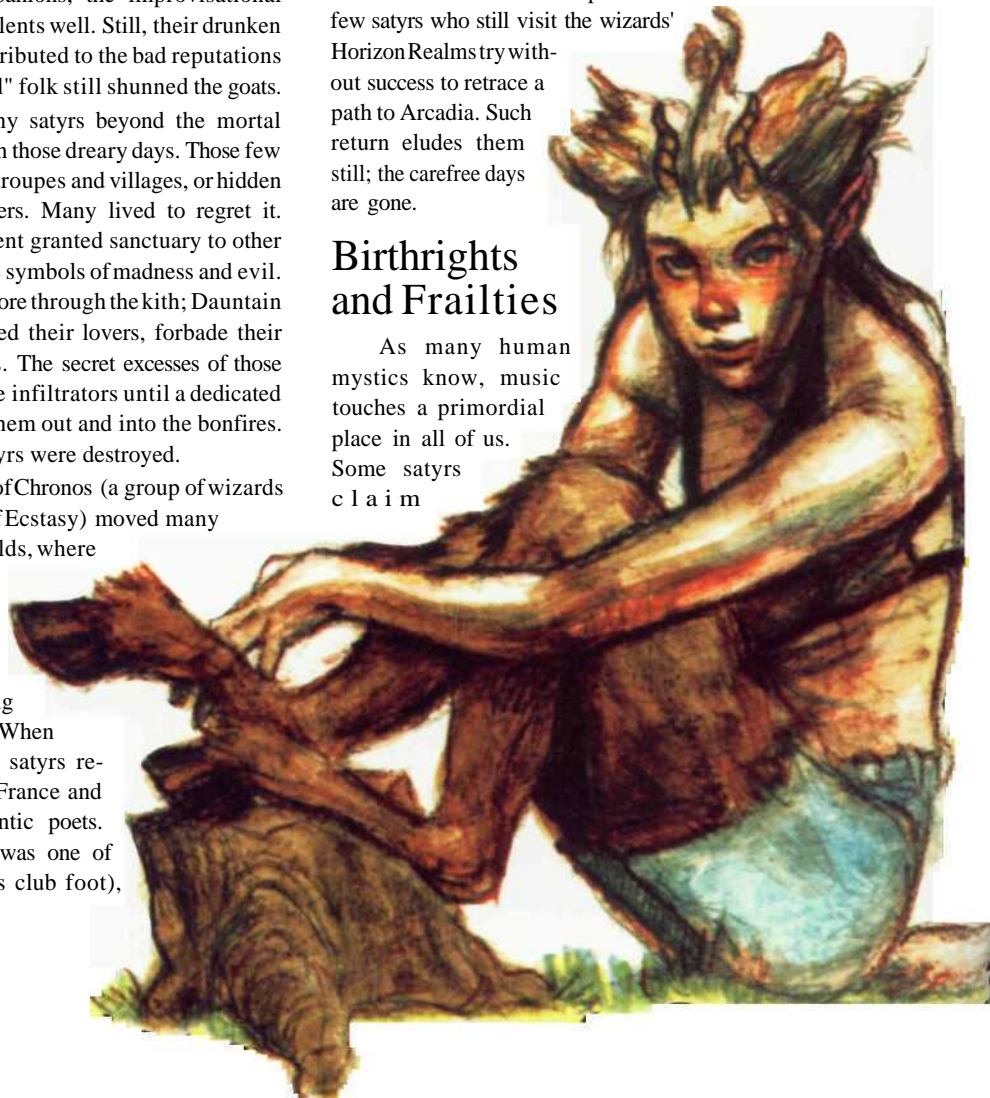 panions, the improvisational
lents well. Still, their drunken
ributed to the bad reputations
l" folk still shunned the goats.
ny satyrs beyond the mortal
n those dreary days. Those few
troupes and villages, or hidden
ers. Many lived to regret it.
ent granted sanctuary to other
symbols of madness and evil.
ore through the kith; Dauntain
ed their lovers, forbade their
. The secret excesses of those
e infiltrators until a dedicated
hem out and into the bonfires.
yrs were destroyed.
of Chronos (a group of wizards
f Ecstasy) moved many
lds, where
g
When
satyrs re-
France and
ntic poets.
was one of
s club foot),
few satyrs who still visit the wizards'
Horizon Realms try with-
out success to retrace a
path to Arcadia. Such
return eludes them
still; the carefree days
are gone.
Birthrights
and Frailties
As many human
mystics know, music
touches a primordial
place in all of us.
Some satyrs
claim